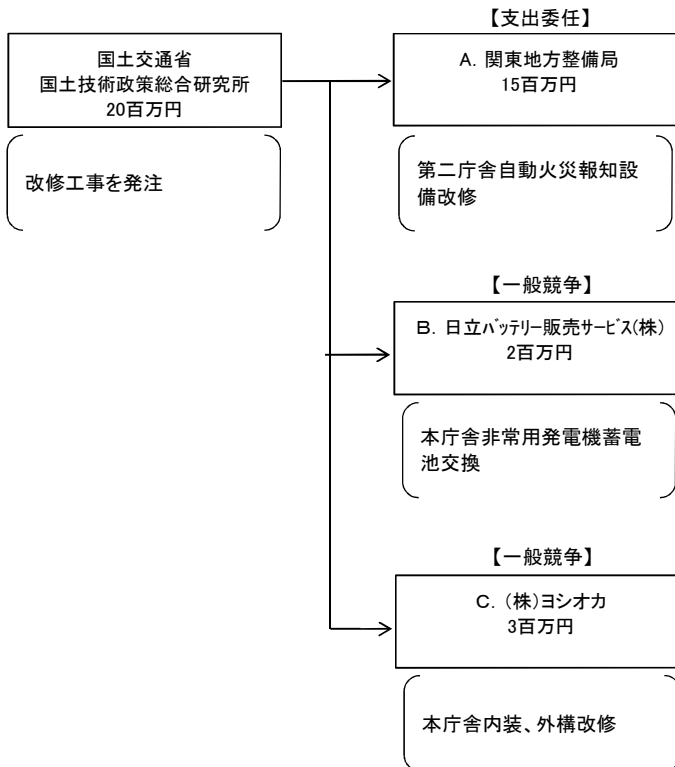 国土交通省
国土技術政策総合研究所
20百万円
改修工事を発注
【支出委任】
A．関東地方整備局
15百万円
第二庁舎自動火災報知設
備改修
【一般競争】
B．日立ﾊﾞｯﾃﾘｰ販売ｻｰﾋﾞｽ(株)
2百万円
本庁舎非常用発電機蓄電
池交換
【一般競争】
C．(株)ヨシオカ
3百万円
本庁舎内装、外構改修